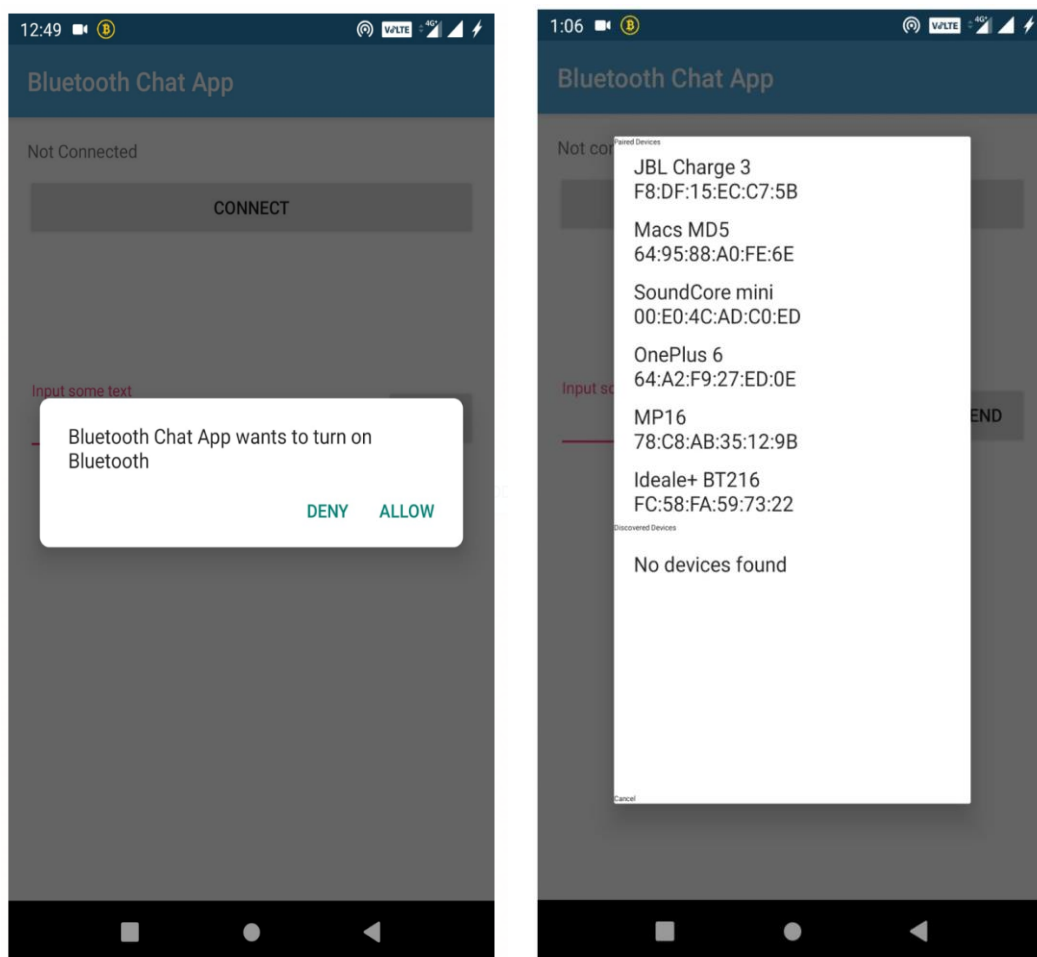 12:49
VoLTE 4G
Bluetooth Chat App
Not Connected
CONNECT
Input some text
Bluetooth Chat App wants to turn on
Bluetooth
DENY ALLOW
1:06
VoLTE 4G
Bluetooth Chat App
Not con
Paired Devices
JBL Charge 3
F8:DF:15:EC:C7:5B
Macs MD5
64:95:88:A0:FE:6E
SoundCore mini
00:E0:4C:AD:C0:ED
OnePlus 6
64:A2:F9:27:ED:0E
MP16
78:C8:AB:35:12:9B
Ideale+ BT216
FC:58:FA:59:73:22
Discovered Devices
No devices found
Input so
END
Cancel